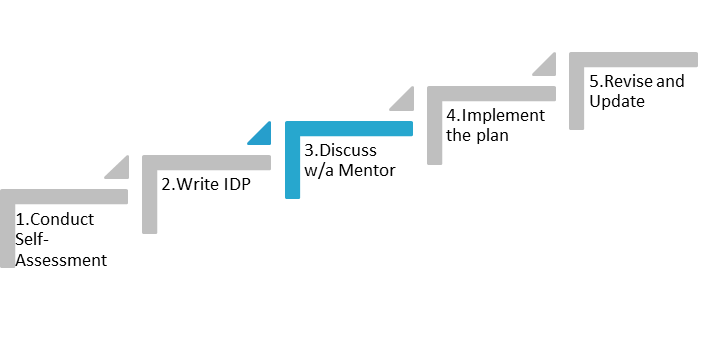 1.Conduct
Self-
Assessment
2.Write IDP
3.Discuss
w/a Mentor
4.Implement
the plan
5.Revise and
Update